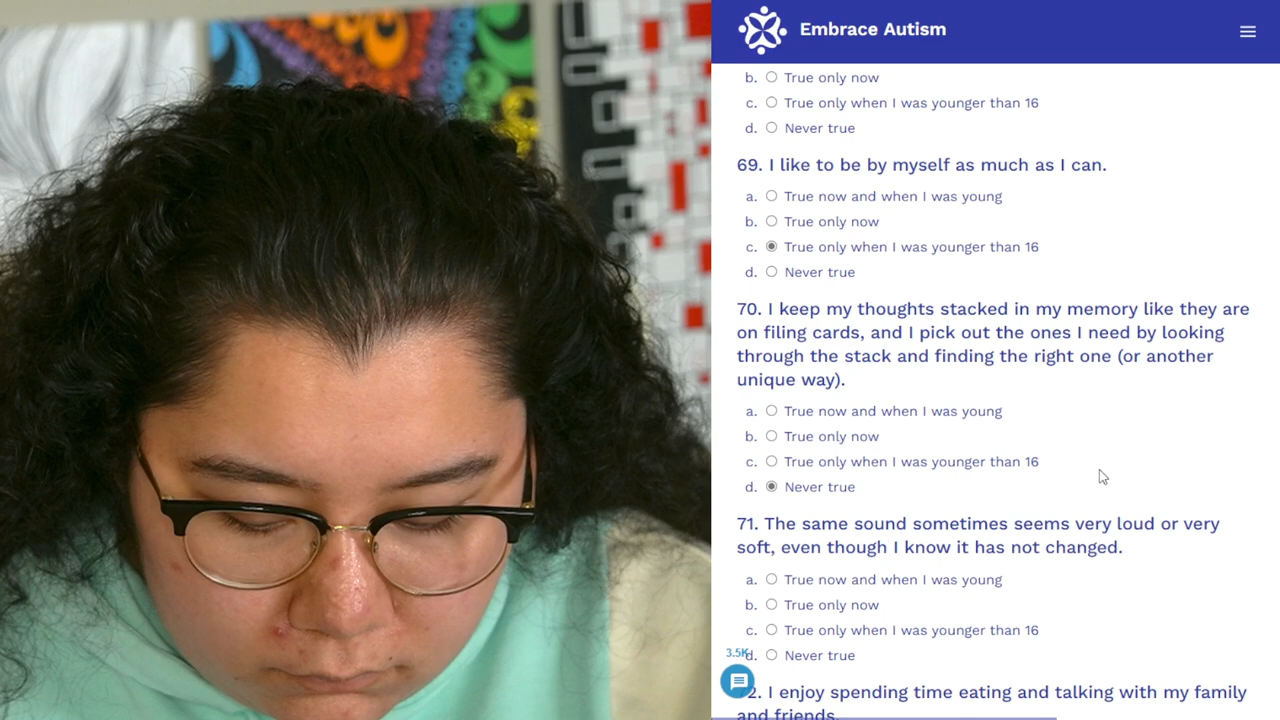 Embrace Autism
b. True only now
c. True only when I was younger than 16
d. Never true
69. I like to be by myself as much as I can.
a. True now and when I was young
b. True only now
c. True only when I was younger than 16
d. Never true
70. I keep my thoughts stacked in my memory like they are
on filing cards, and I pick out the ones I need by looking
through the stack and finding the right one (or another
unique way).
a. True now and when I was young
b. True only now
c. True only when I was younger than 16
d. Never true
71. The same sound sometimes seems very loud or very
soft, even though I know it has not changed.
a. True now and when I was young
b. True only now
c. True only when I was younger than 16
3.5K
d. Never true
72. I enjoy spending time eating and talking with my family
and friends.